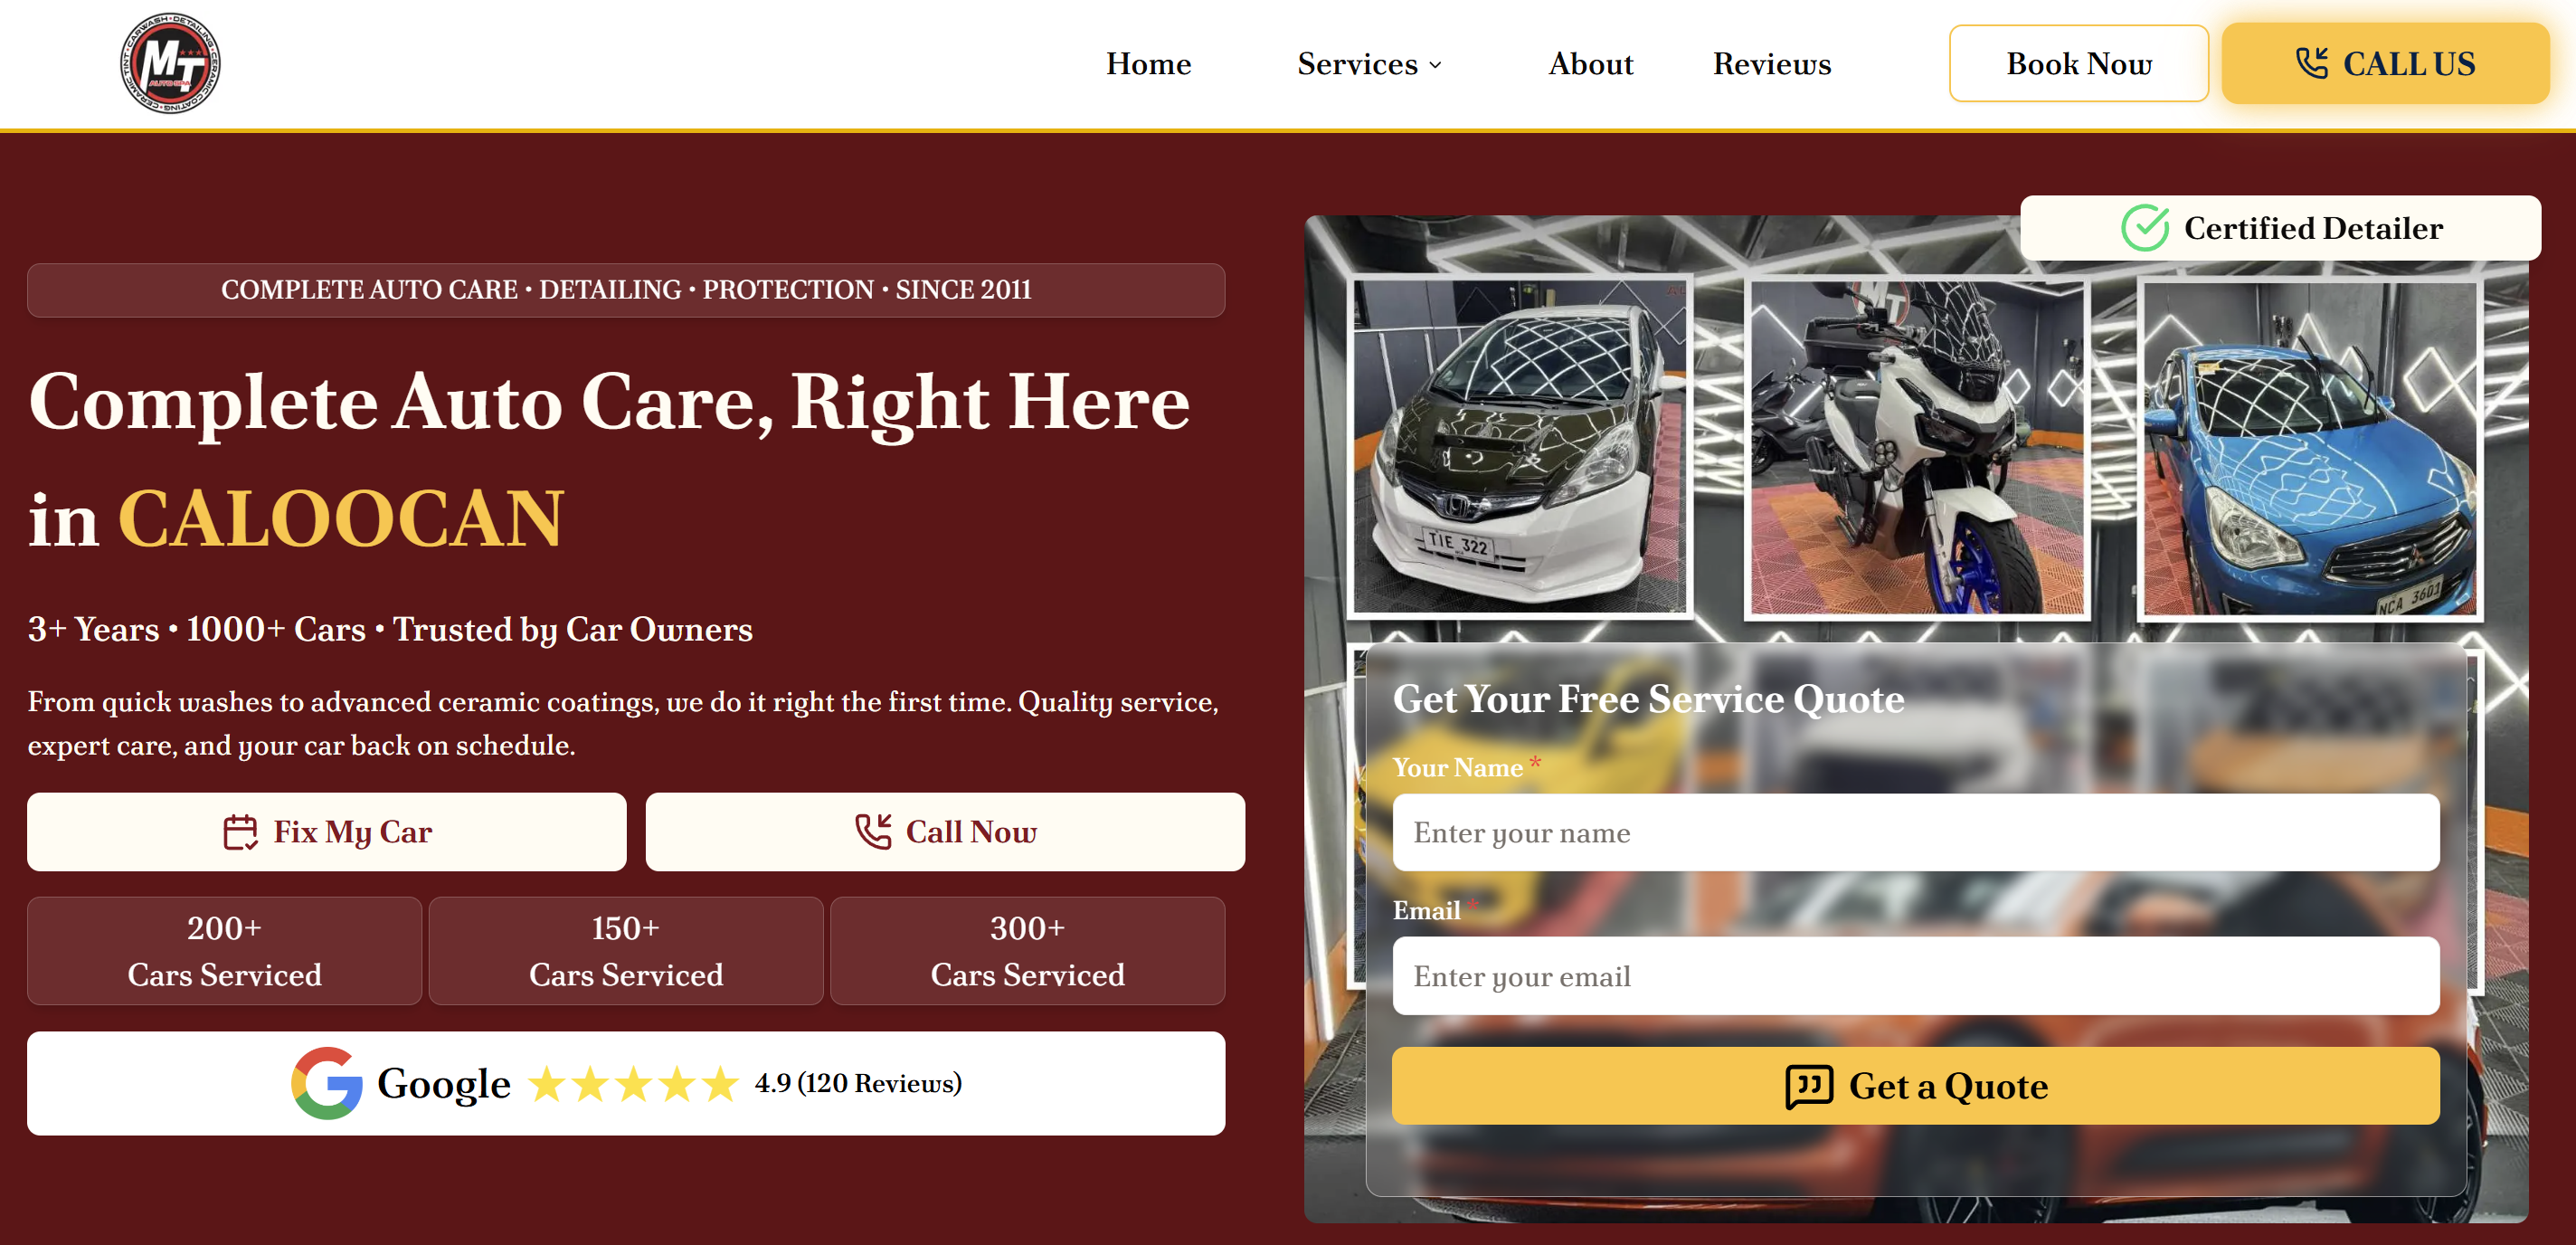 CARWASH • DETAILING • CERAMIC COATING • CERAMIC TINT
MT
AUTO SPA
Home
Services
About
Reviews
Book Now
CALL US
COMPLETE AUTO CARE • DETAILING • PROTECTION • SINCE 2011
Complete Auto Care, Right Here
in CALOOCAN
3+ Years • 1000+ Cars • Trusted by Car Owners
From quick washes to advanced ceramic coatings, we do it right the first time. Quality service,
expert care, and your car back on schedule.
Fix My Car
Call Now
200+
Cars Serviced
150+
Cars Serviced
300+
Cars Serviced
Google
4.9 (120 Reviews)
Certified Detailer
TIE 322
MT
NCA 3601
Get Your Free Service Quote
Your Name *
Enter your name
Email *
Enter your email
Get a Quote